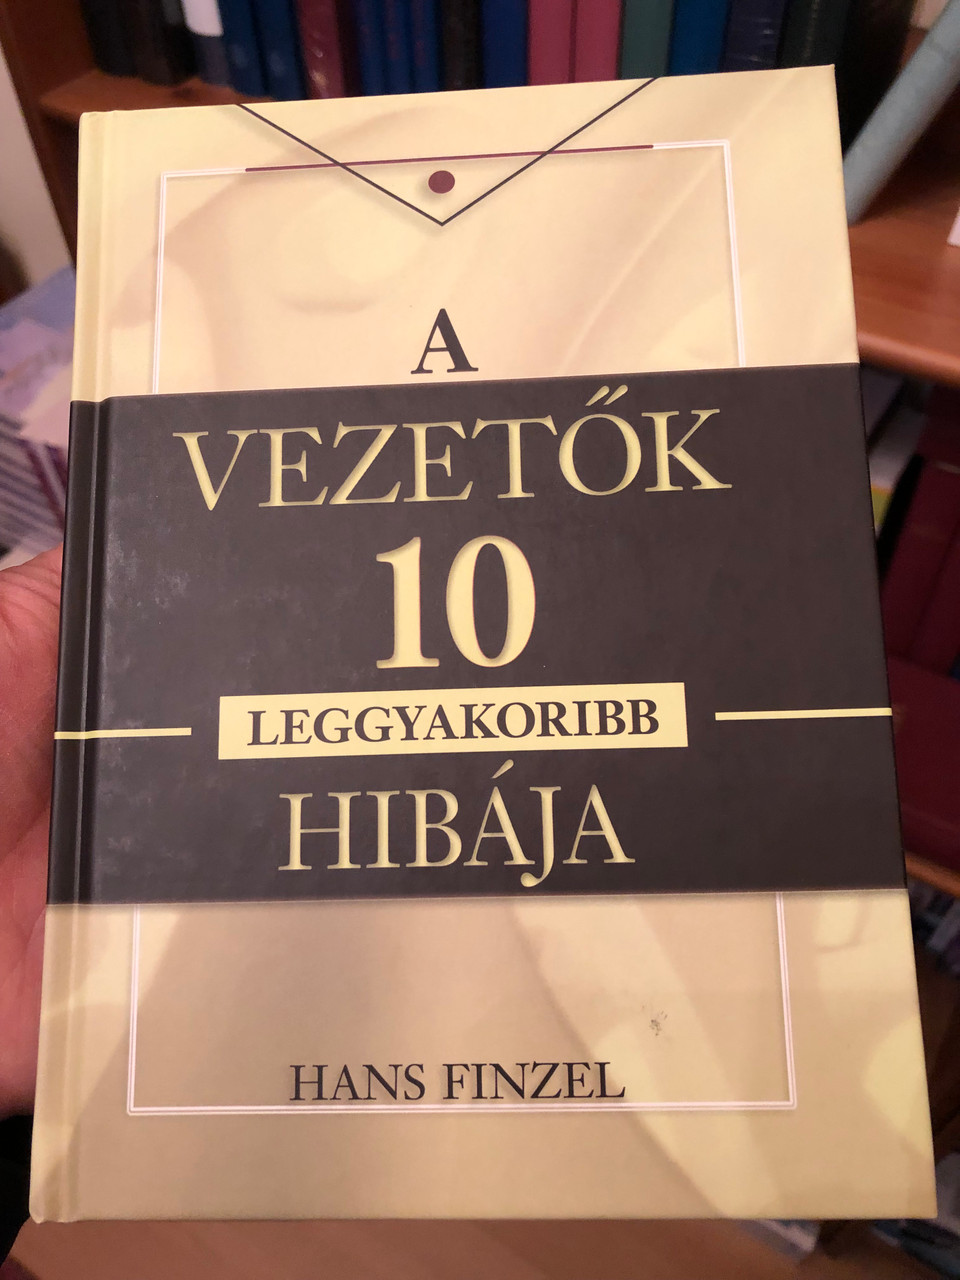 A
VEZETŐK
10
LEGGYAKORIBB
HIBÁJA
HANS FINZEL